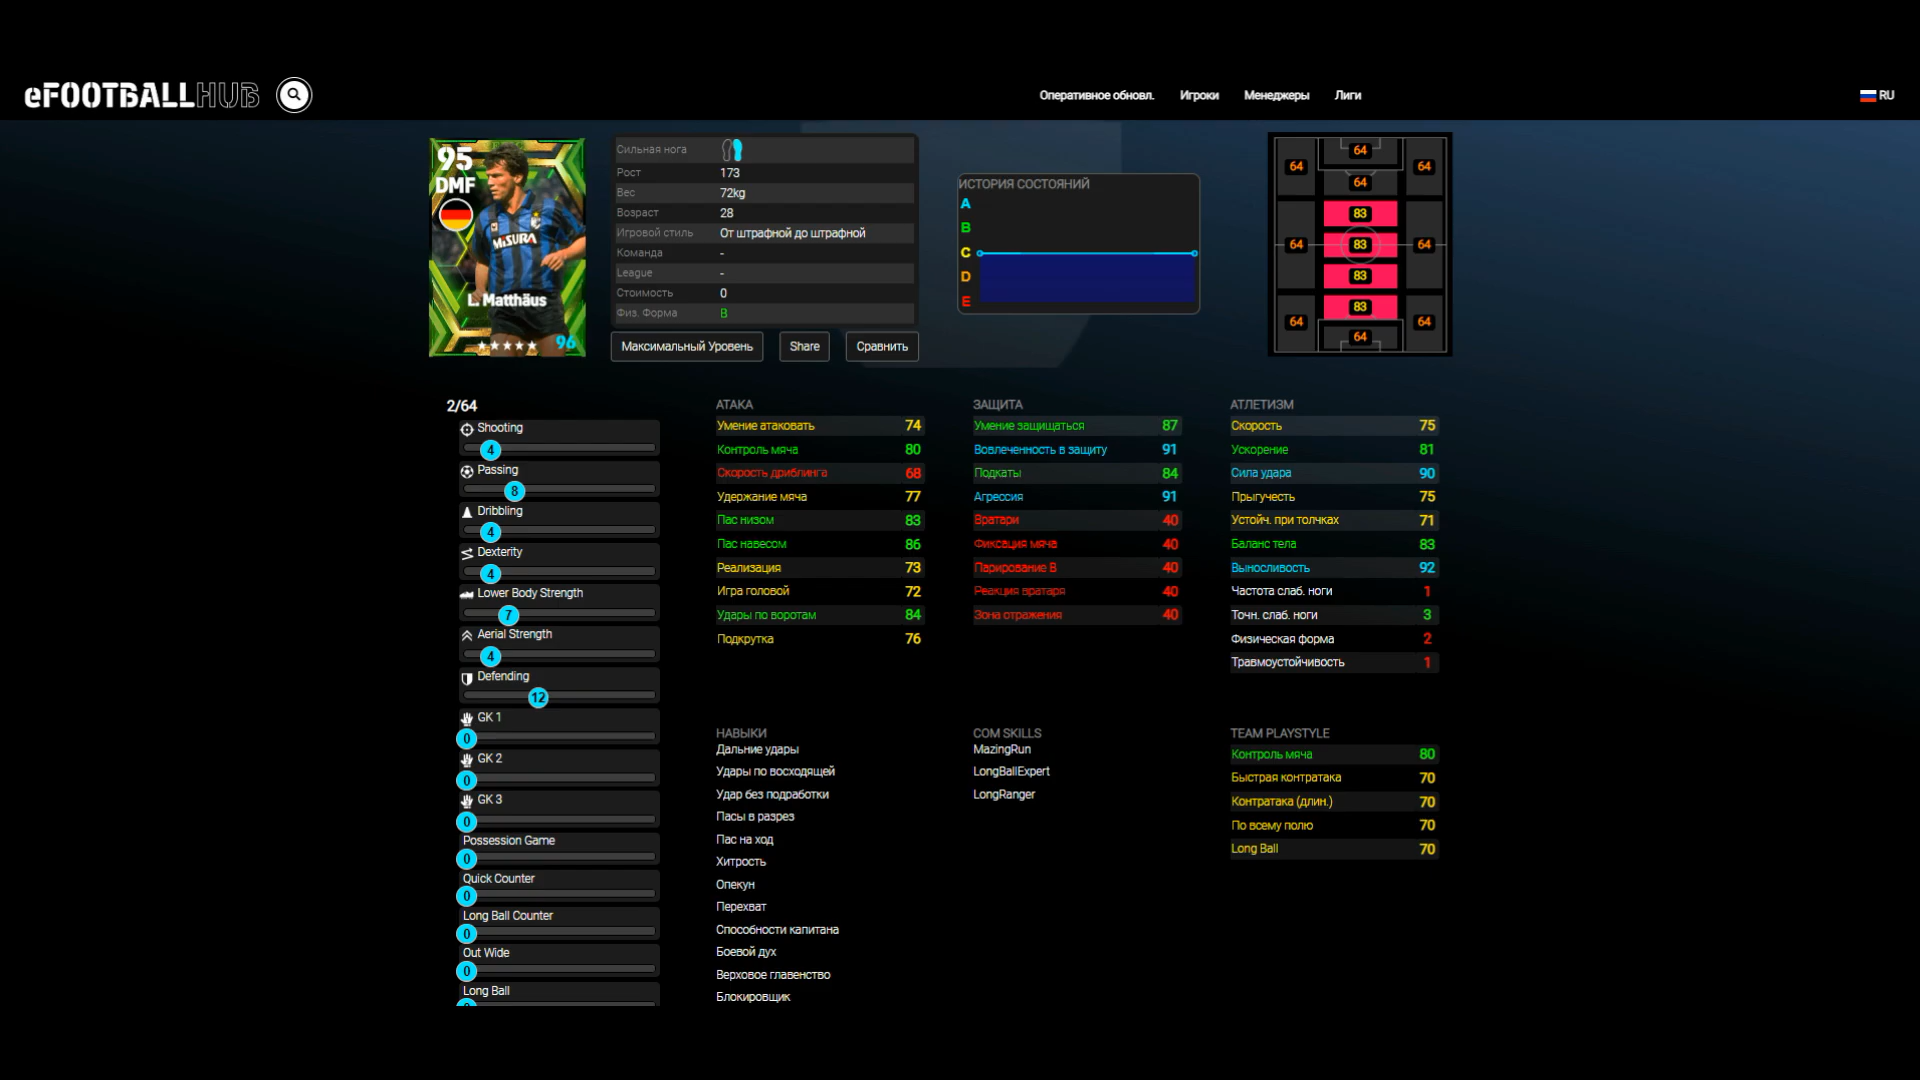 eFOOTBALLHUB
Оперативное обновл. Игроки Менеджеры Лиги
RU
95
DMF
MiSURA
L. Matthäus
★★★★★ 96
Сильная нога
Рост 173
Вес 72kg
Возраст 28
Игровой стиль От штрафной до штрафной
Команда -
League -
Стоимость 0
Физ. Форма B
Максимальный Уровень Share Сравнить
ИСТОРИЯ СОСТОЯНИЙ
A
B
C
D
E
64
64 64
64
83
64 83 64
83
83
64 64
64
2/64
Shooting
4
Passing
8
Dribbling
4
Dexterity
4
Lower Body Strength
7
Aerial Strength
4
Defending
12
GK 1
0
GK 2
0
GK 3
0
Possession Game
0
Quick Counter
0
Long Ball Counter
0
Out Wide
0
Long Ball
АТАКА
Умение атаковать 74
Контроль мяча 80
Скорость дриблинга 68
Удержание мяча 77
Пас низом 83
Пас навесом 86
Реализация 73
Игра головой 72
Удары по воротам 84
Подкрутка 76
ЗАЩИТА
Умение защищаться 87
Вовлеченность в защиту 91
Подкаты 84
Агрессия 91
Вратари 40
Фиксация мяча 40
Парирование В 40
Реакция вратаря 40
Зона отражения 40
АТЛЕТИЗМ
Скорость 75
Ускорение 81
Сила удара 90
Прыгучесть 75
Устойч. при толчках 71
Баланс тела 83
Выносливость 92
Частота слаб. ноги 1
Точн. слаб. ноги 3
Физическая форма 2
Травмоустойчивость 1
НАВЫКИ
Дальние удары
Удары по восходящей
Удар без подработки
Пасы в разрез
Пас на ход
Хитрость
Опекун
Перехват
Способности капитана
Боевой дух
Верховое главенство
Блокировщик
COM SKILLS
MazingRun
LongBallExpert
LongRanger
TEAM PLAYSTYLE
Контроль мяча 80
Быстрая контратака 70
Контратака (длин.) 70
По всему полю 70
Long Ball 70